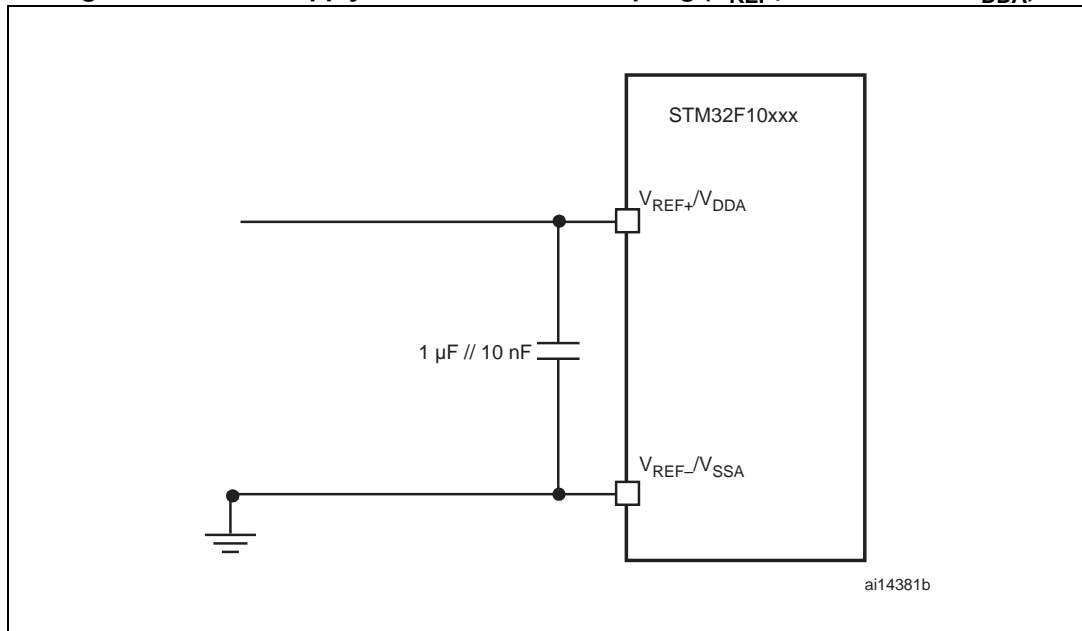 STM32F10xxx
VREF+/VDDA
1 µF // 10 nF
VREF–/VSSA
ai14381b